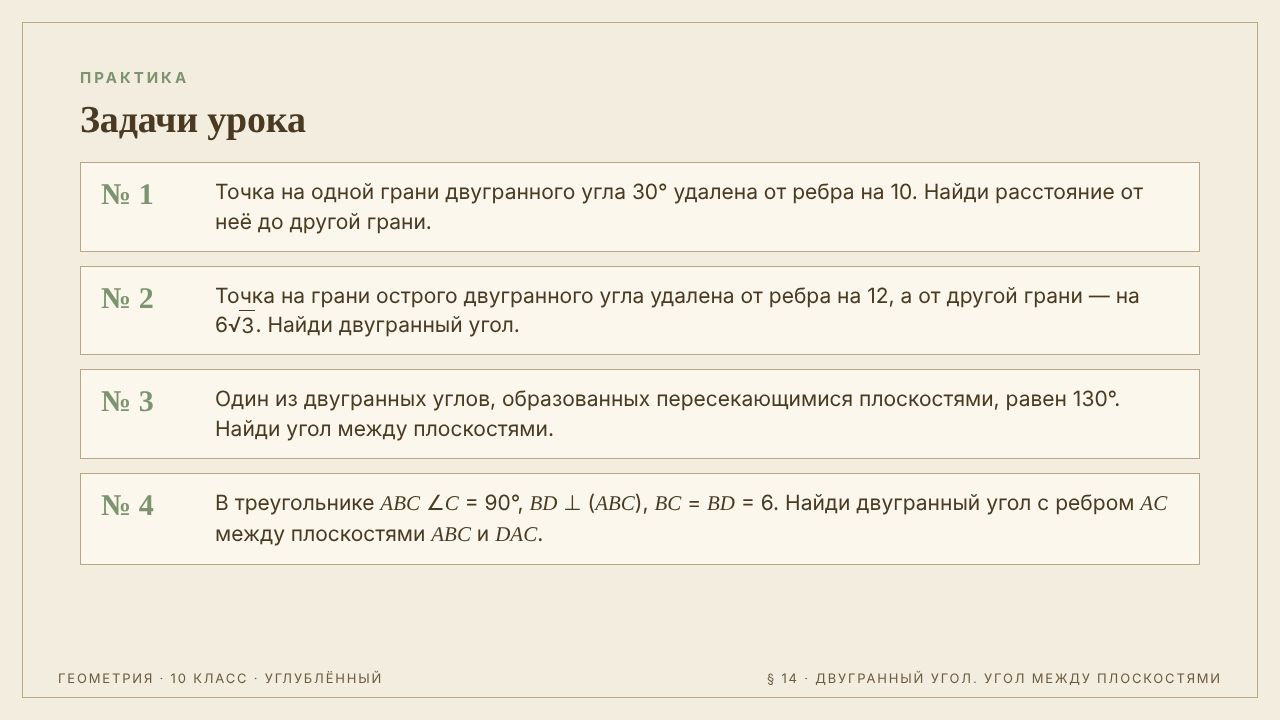 ПРАКТИКА
Задачи урока
№ 1
Точка на одной грани двугранного угла 30° удалена от ребра на 10. Найди расстояние от
неё до другой грани.
№ 2
Точка на грани острого двугранного угла удалена от ребра на 12, а от другой грани — на
6√3. Найди двугранный угол.
№ 3
Один из двугранных углов, образованных пересекающимися плоскостями, равен 130°.
Найди угол между плоскостями.
№ 4
В треугольнике ABC ∠C = 90°, BD ⊥ (ABC), BC = BD = 6. Найди двугранный угол с ребром AC
между плоскостями ABC и DAC.
ГЕОМЕТРИЯ · 10 КЛАСС · УГЛУБЛЁННЫЙ
§ 14 · ДВУГРАННЫЙ УГОЛ. УГОЛ МЕЖДУ ПЛОСКОСТЯМИ